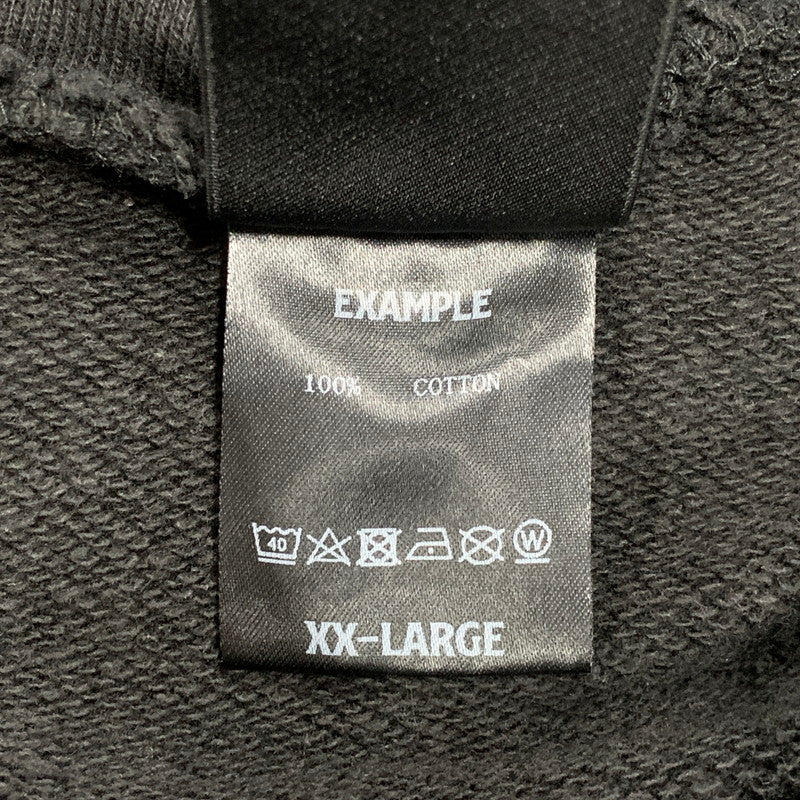 EXAMPLE
100% COTTON
40 W
XX-LARGE